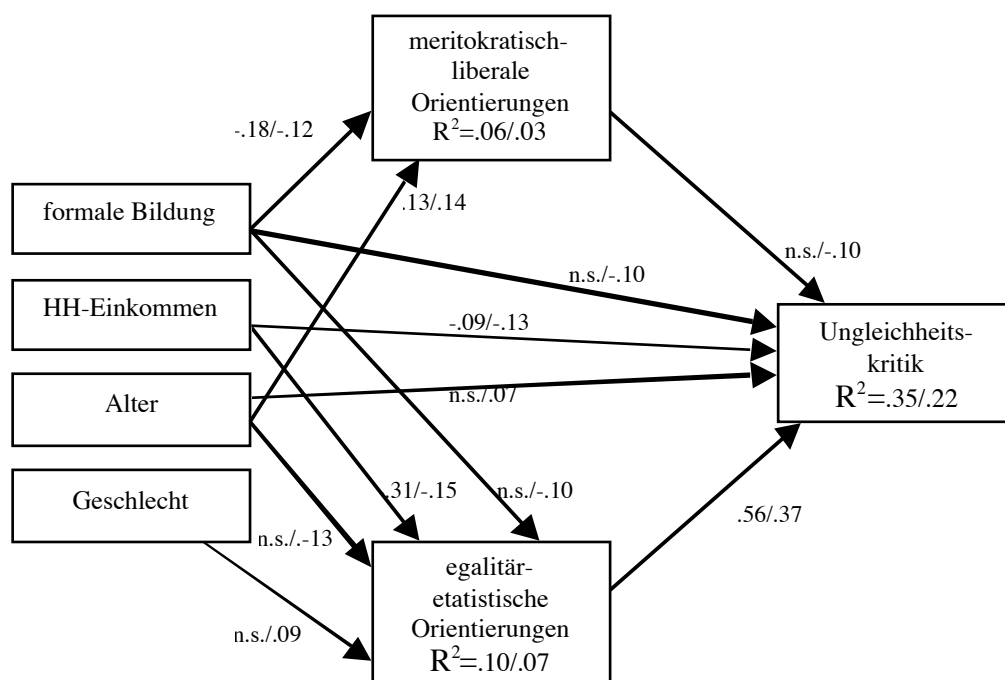 meritokratisch-
liberale
Orientierungen
R²=.06/.03
-.18/-.12
.13/.14
formale Bildung
n.s./-.10
n.s./-.10
HH-Einkommen
-.09/-.13
Ungleichheits-
kritik
R²=.35/.22
Alter
n.s./.07
Geschlecht
.31/-.15
n.s./-.10
.56/.37
n.s./.-13
egalitär-
etatistische
Orientierungen
R²=.10/.07
n.s./.09